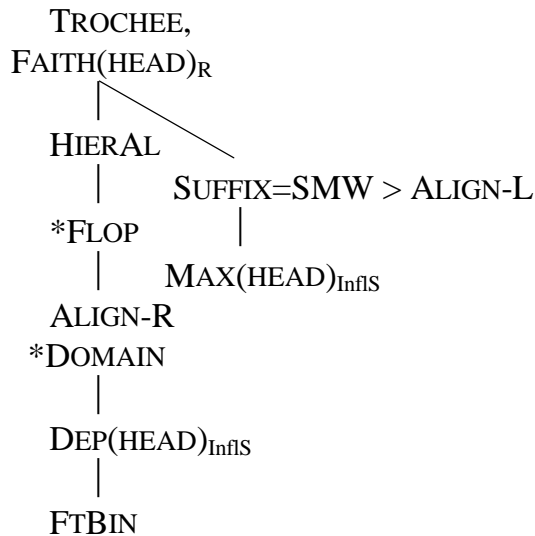 TROCHEE,
FAITH(HEAD)R
HIERAL
SUFFIX=SMW > ALIGN-L
*FLOP
MAX(HEAD)InflS
ALIGN-R
*DOMAIN
DEP(HEAD)InflS
FTBIN